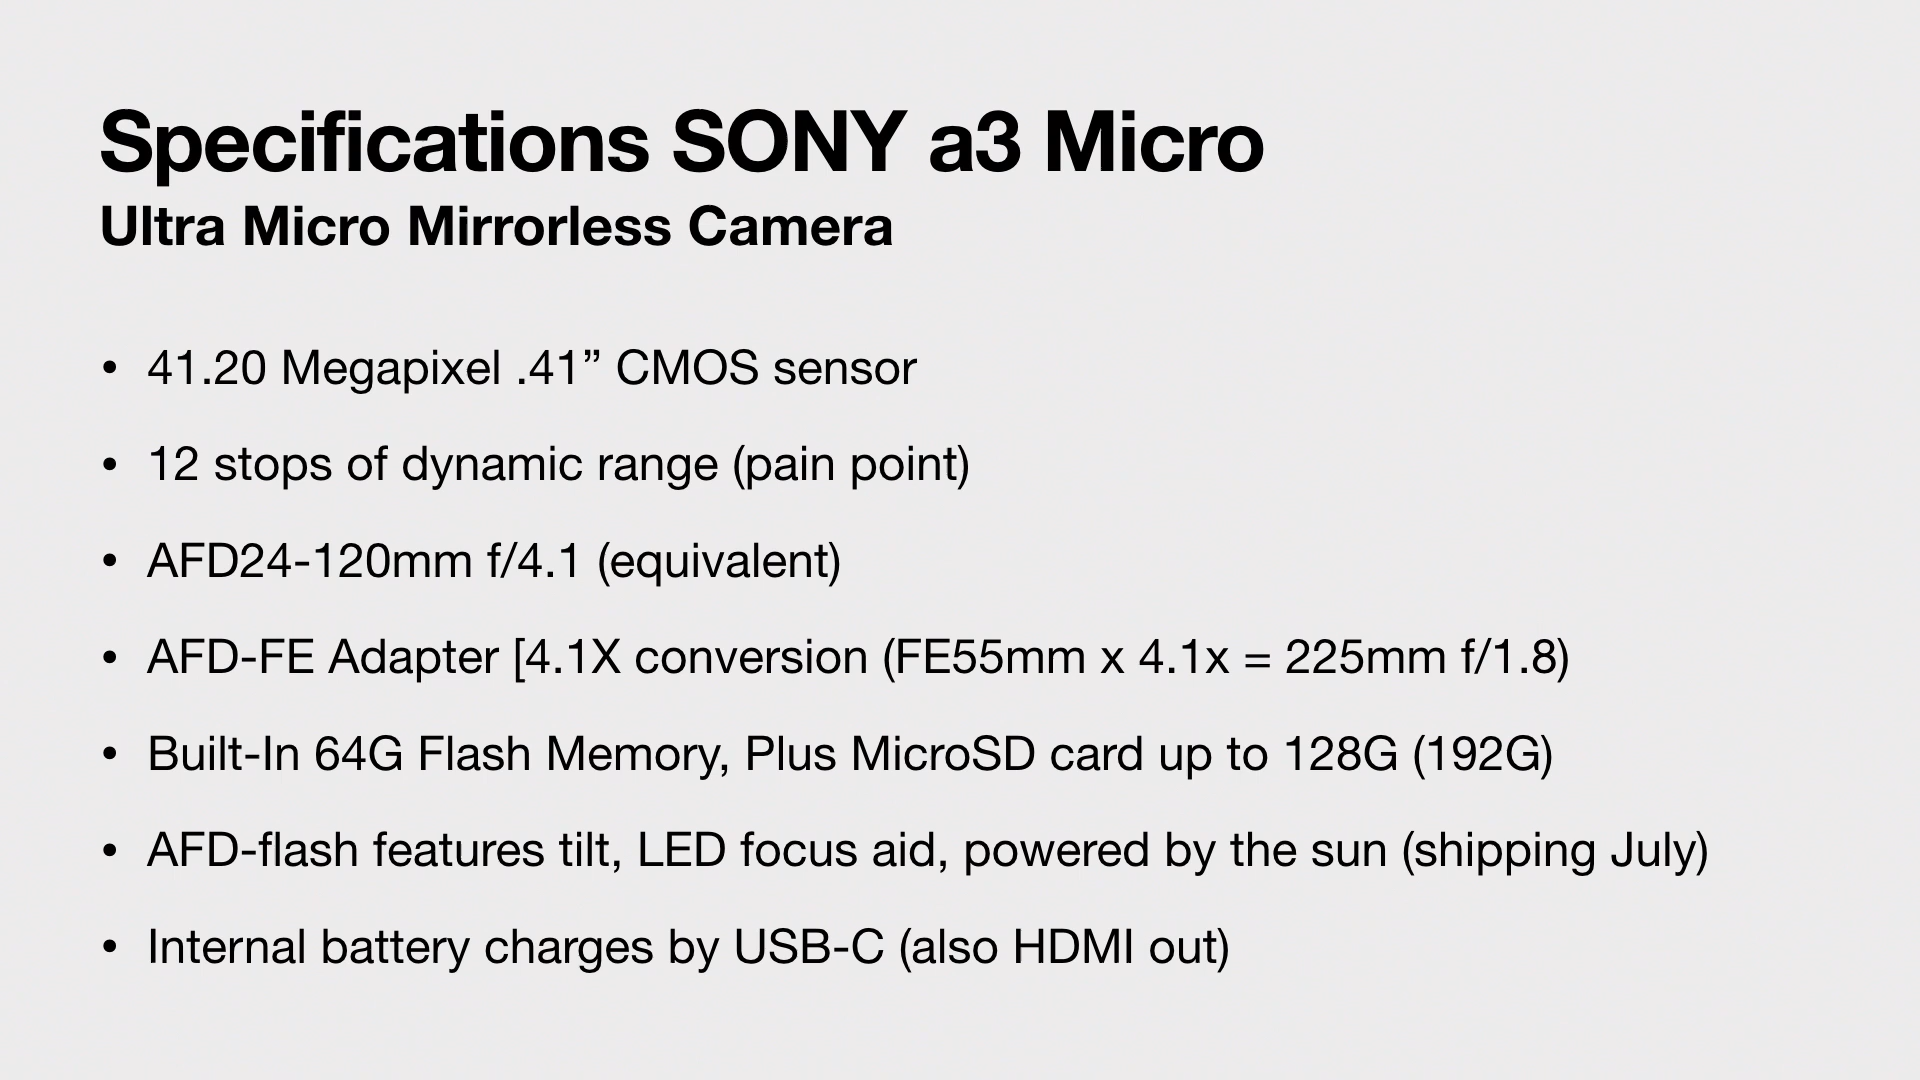 Specifications SONY a3 Micro
Ultra Micro Mirrorless Camera
• 41.20 Megapixel .41” CMOS sensor
• 12 stops of dynamic range (pain point)
• AFD24-120mm f/4.1 (equivalent)
• AFD-FE Adapter [4.1X conversion (FE55mm x 4.1x = 225mm f/1.8)
• Built-In 64G Flash Memory, Plus MicroSD card up to 128G (192G)
• AFD-flash features tilt, LED focus aid, powered by the sun (shipping July)
• Internal battery charges by USB-C (also HDMI out)